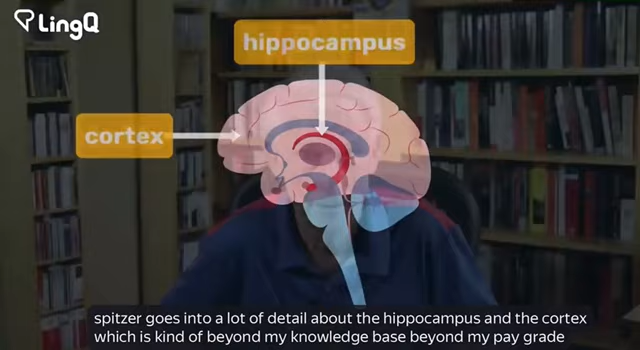 LingQ
hippocampus
cortex
spitzer goes into a lot of detail about the hippocampus and the cortex
which is kind of beyond my knowledge base beyond my pay grade